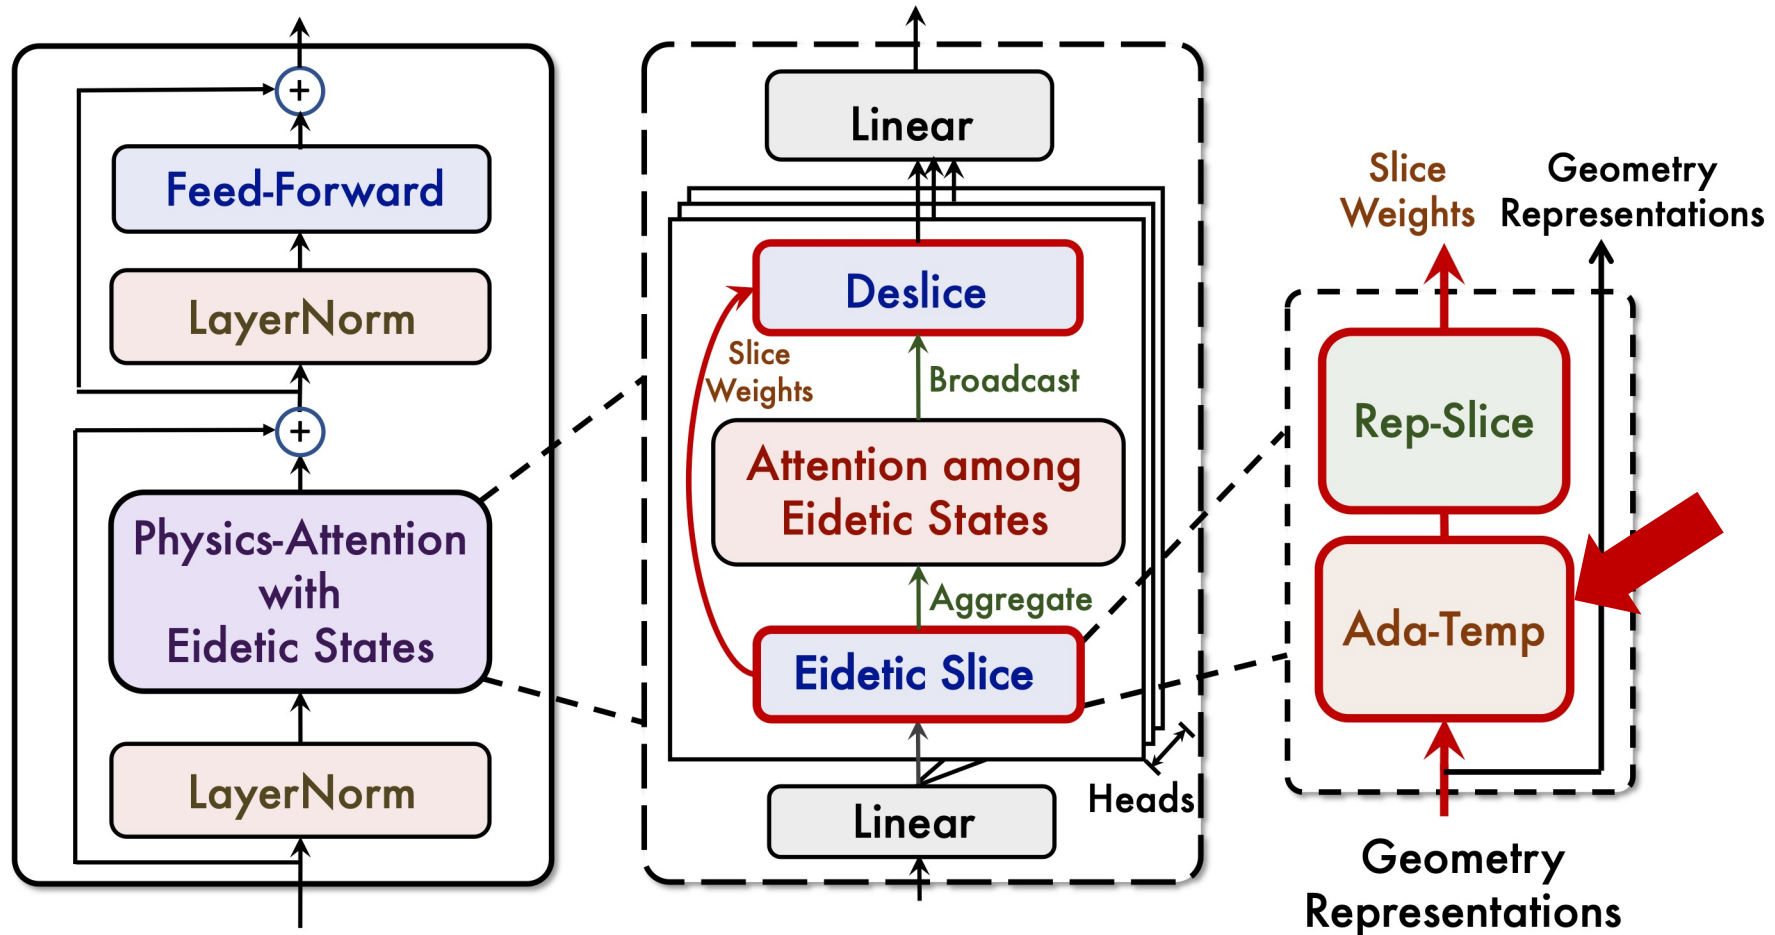 Feed-Forward
LayerNorm
Physics-Attention
with
Eidetic States
LayerNorm
Linear
Deslice
Slice
Weights
Broadcast
Attention among
Eidetic States
Aggregate
Eidetic Slice
Heads
Linear
Slice
Weights
Geometry
Representations
Rep-Slice
Ada-Temp
Geometry
Representations